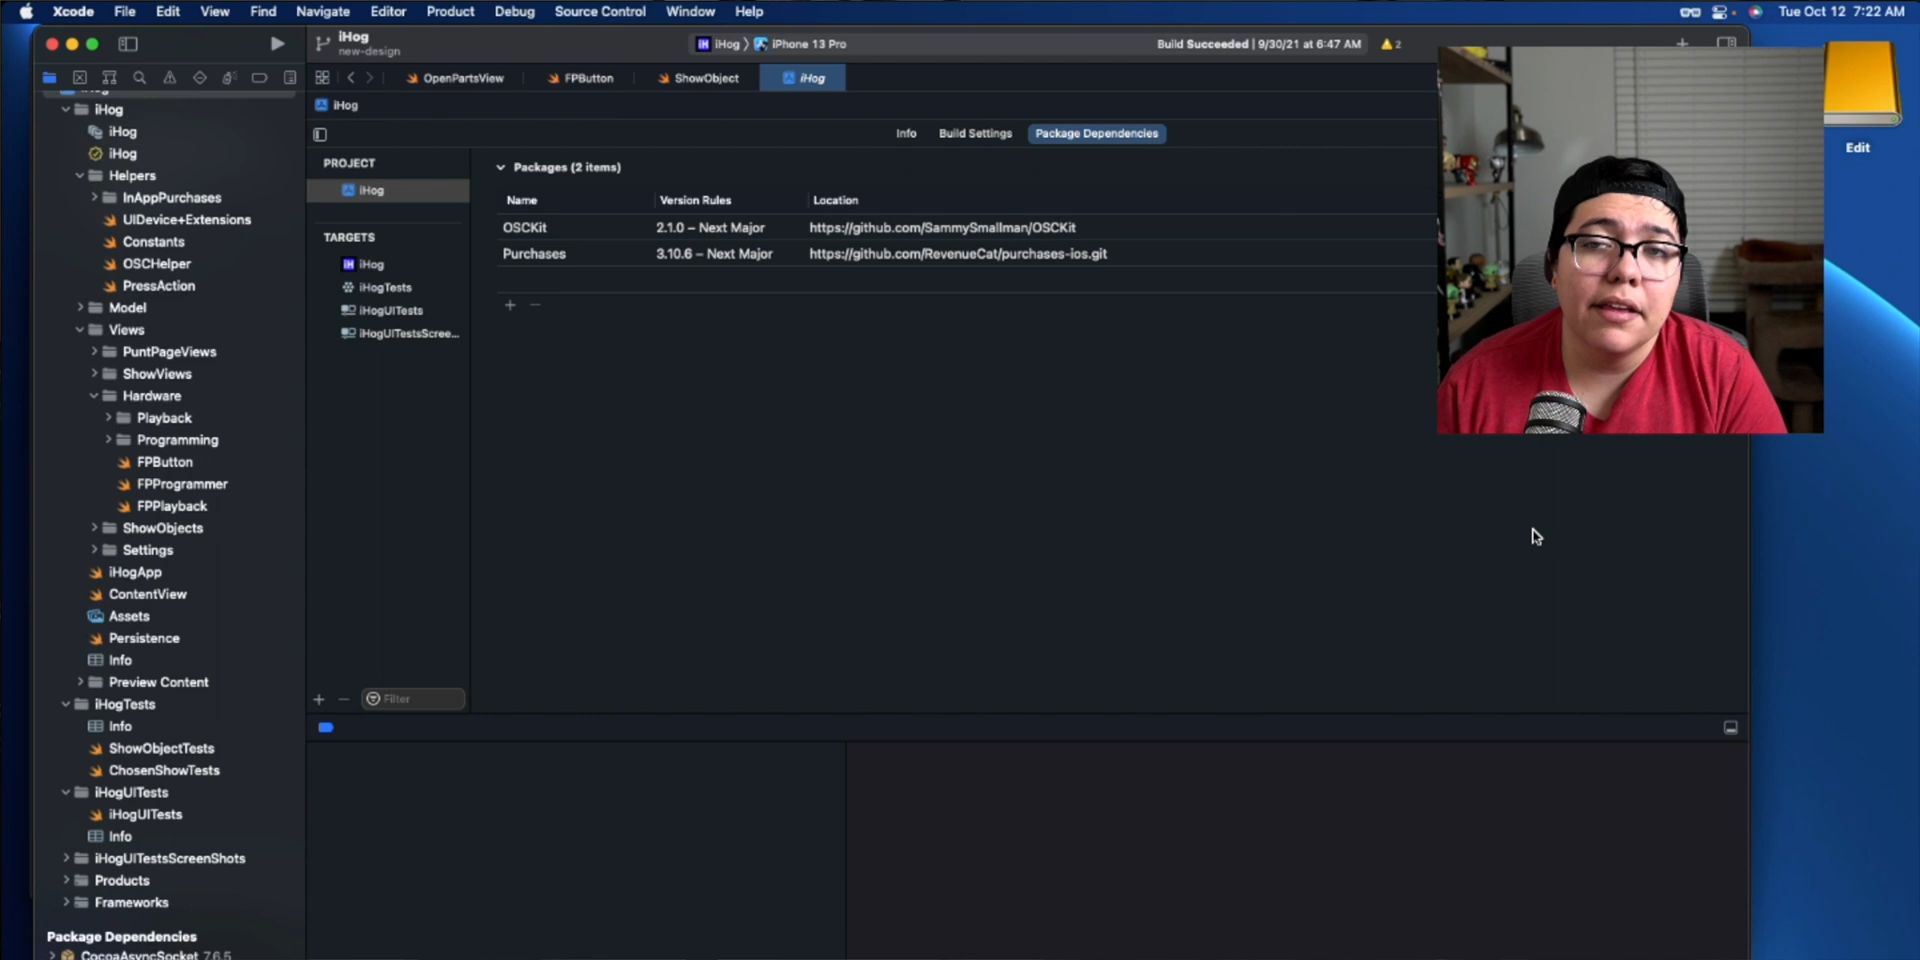 Xcode File Edit View Find Navigate Editor Product Debug Source Control Window Help
Tue Oct 12 7:22 AM
iHog
new-design
iHog
iPhone 13 Pro
Build Succeeded | 9/30/21 at 6:47 AM
2
OpenPartsView
FPButton
ShowObject
iHog
iHog
Info
Build Settings
Package Dependencies
iHog
iHog
iHog
Helpers
InAppPurchases
UIDevice+Extensions
Constants
OSCHelper
PressAction
Model
Views
PuntPageViews
ShowViews
Hardware
Playback
Programming
FPButton
FPProgrammer
FPPlayback
ShowObjects
Settings
iHogApp
ContentView
Assets
Persistence
Info
Preview Content
iHogTests
Info
ShowObjectTests
ChosenShowTests
iHogUITests
iHogUITests
Info
iHogUITestsScreenShots
Products
Frameworks
Package Dependencies
CocoaAsyncSocket 7.6.5
PROJECT
iHog
TARGETS
iH iHog
iHogTests
iHogUITests
iHogUITestsScree...
Filter
Packages (2 items)
Name Version Rules Location
OSCKit 2.1.0 – Next Major https://github.com/SammySmallman/OSCKit
Purchases 3.10.6 – Next Major https://github.com/RevenueCat/purchases-ios.git
Edit